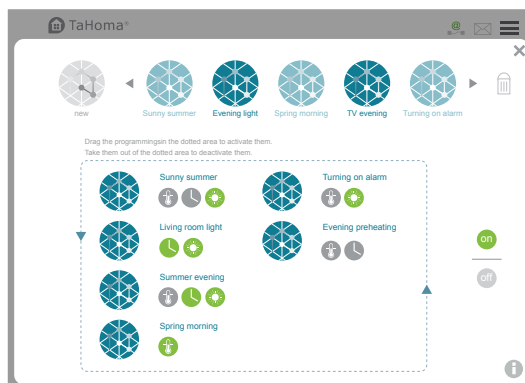 TaHoma®
@
new
Sunny summer
Evening light
Spring morning
TV evening
Turning on alarm
Drag the programmingsin the dotted area to activate them.
Take them out of the dotted area to deactivate them.
Sunny summer
Turning on alarm
Living room light
Evening preheating
Summer evening
Spring morning
on
off
i